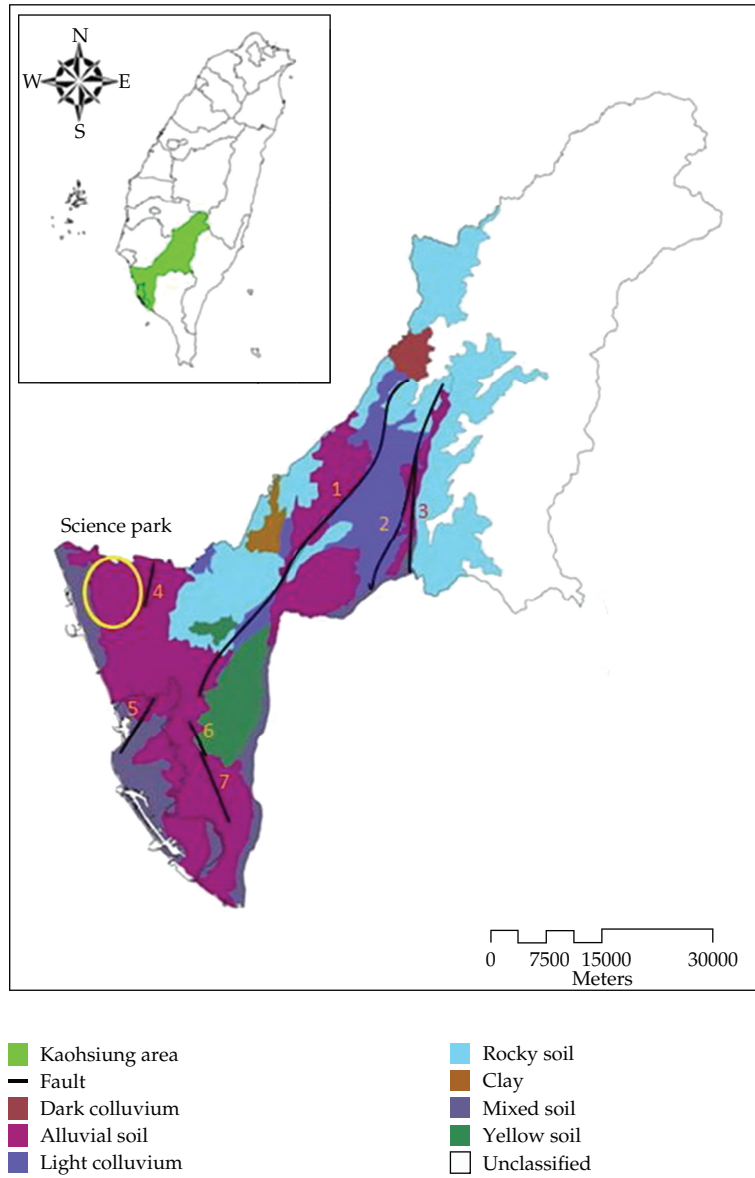 N
W E
S
Science park
1
2
3
4
5
6
7
0 7500 15000 30000
Meters
Kaohsiung area
Fault
Dark colluvium
Alluvial soil
Light colluvium
Rocky soil
Clay
Mixed soil
Yellow soil
Unclassified